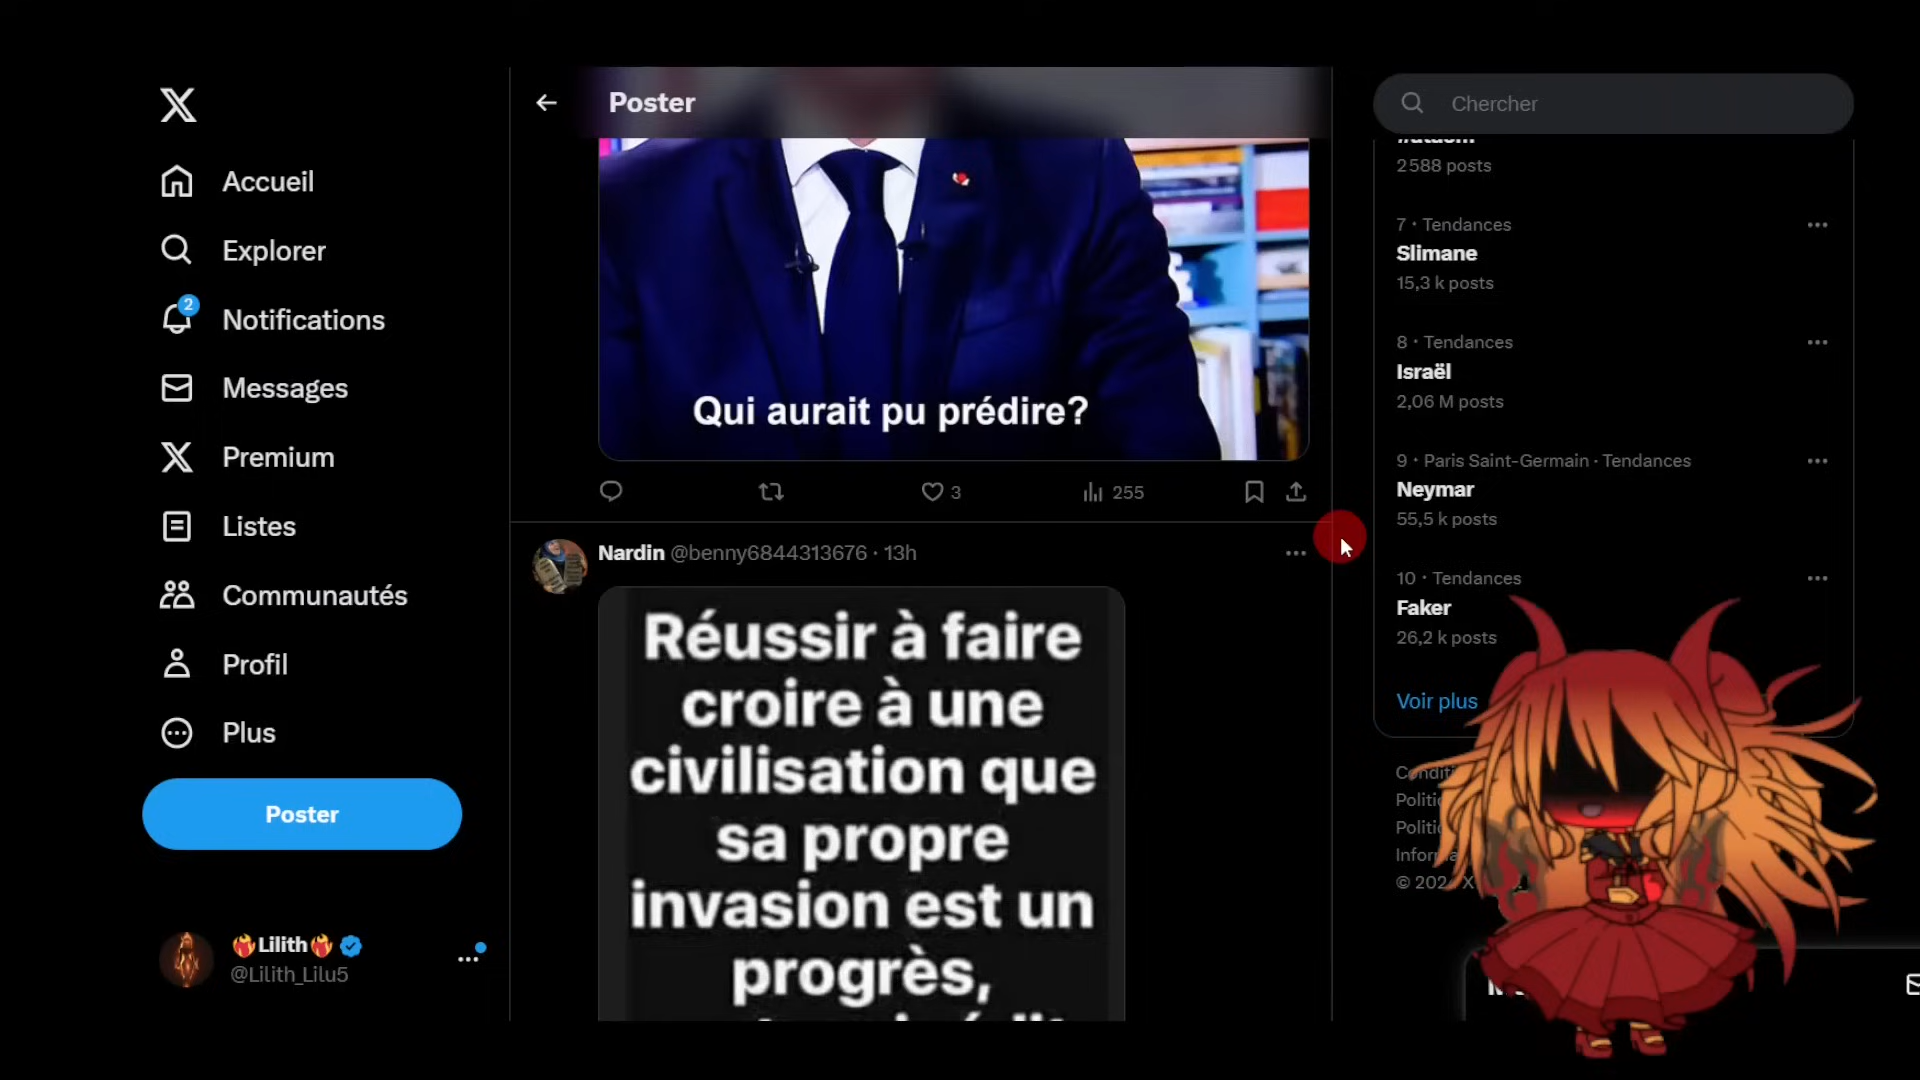 Accueil
Explorer
2
Notifications
Messages
Premium
Listes
Communautés
Profil
Plus
Poster
Lilith
@Lilith_Lilu5
Poster
Qui aurait pu prédire?
3
255
Nardin @benny6844313676 · 13h
Réussir à faire
croire à une
civilisation que
sa propre
invasion est un
progrès,
Chercher
2 588 posts
7 · Tendances
Slimane
15,3 k posts
8 · Tendances
Israël
2,06 M posts
9 · Paris Saint-Germain · Tendances
Neymar
55,5 k posts
10 · Tendances
Faker
26,2 k posts
Voir plus